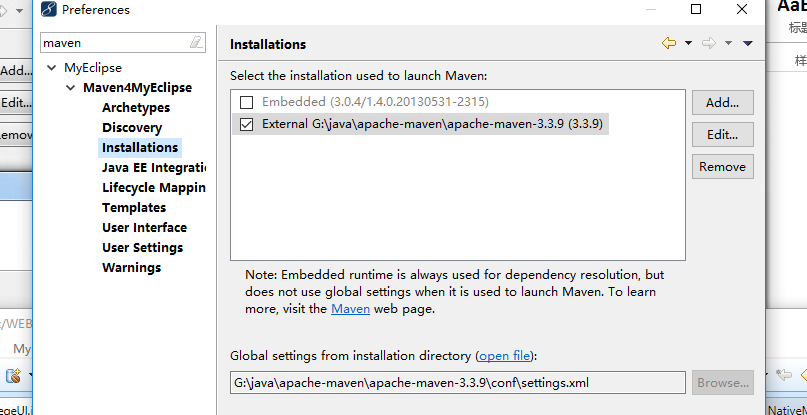 Preferences
AaB
标题
样
maven
Installations
MyEclipse
Maven4MyEclipse
Archetypes
Discovery
Installations
Java EE Integratio
Lifecycle Mappin
Templates
User Interface
User Settings
Warnings
Select the installation used to launch Maven:
Embedded (3.0.4/1.4.0.20130531-2315)
External G:\java\apache-maven\apache-maven-3.3.9 (3.3.9)
Add...
Edit...
Remove
Note: Embedded runtime is always used for dependency resolution, but
does not use global settings when it is used to launch Maven. To learn
more, visit the Maven web page.
Global settings from installation directory (open file):
G:\java\apache-maven\apache-maven-3.3.9\conf\settings.xml
Browse...
Add...
Edit...
emov
t/WEB
My
egeUI.j
NativeM